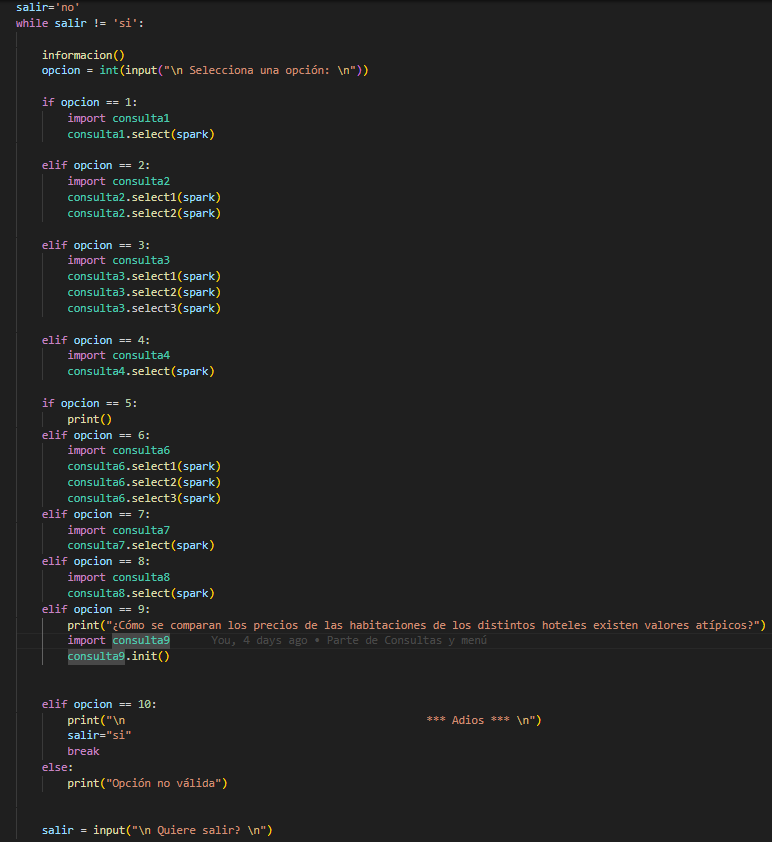 salir='no'
while salir != 'si':
informacion()
opcion = int(input("\n Selecciona una opción: \n"))
if opcion == 1:
import consulta1
consulta1.select(spark)
elif opcion == 2:
import consulta2
consulta2.select1(spark)
consulta2.select2(spark)
elif opcion == 3:
import consulta3
consulta3.select1(spark)
consulta3.select2(spark)
consulta3.select3(spark)
elif opcion == 4:
import consulta4
consulta4.select(spark)
if opcion == 5:
print()
elif opcion == 6:
import consulta6
consulta6.select1(spark)
consulta6.select2(spark)
consulta6.select3(spark)
elif opcion == 7:
import consulta7
consulta7.select(spark)
elif opcion == 8:
import consulta8
consulta8.select(spark)
elif opcion == 9:
print("¿Cómo se comparan los precios de las habitaciones de los distintos hoteles existen valores atípicos?")
import consulta9 You, 4 days ago • Parte de Consultas y menú
consulta9.init()
elif opcion == 10:
print("\n *** Adios *** \n")
salir="si"
break
else:
print("Opción no válida")
salir = input("\n Quiere salir? \n")